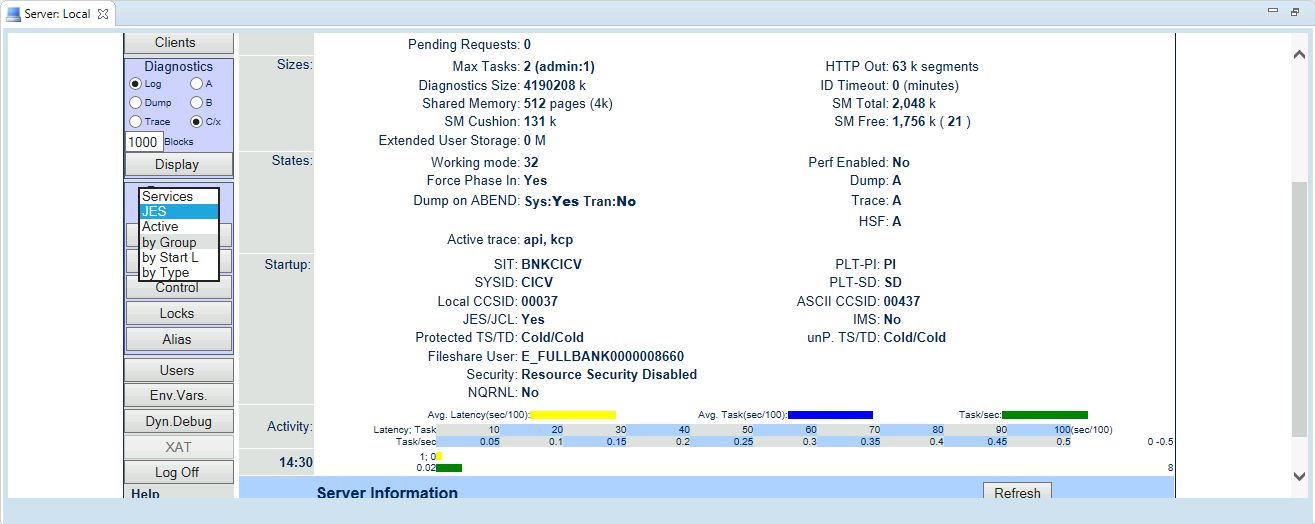 Server: Local
Clients
Diagnostics
Log A
Dump B
Trace C/x
1000 Blocks
Display
Services
JES
Active
by Group
by Start L
by Type
Control
Locks
Alias
Users
Env.Vars.
Dyn.Debug
XAT
Log Off
Help
Pending Requests: 0
Sizes:
Max Tasks: 2 (admin:1) HTTP Out: 63 k segments
Diagnostics Size: 4190208 k ID Timeout: 0 (minutes)
Shared Memory: 512 pages (4k) SM Total: 2,048 k
SM Cushion: 131 k SM Free: 1,756 k ( 21 )
Extended User Storage: 0 M
States:
Working mode: 32 Perf Enabled: No
Force Phase In: Yes Dump: A
Dump on ABEND: Sys:Yes Tran:No Trace: A
HSF: A
Active trace: api, kcp
Startup:
SIT: BNKCICV PLT-PI: PI
SYSID: CICV PLT-SD: SD
Local CCSID: 00037 ASCII CCSID: 00437
JES/JCL: Yes IMS: No
Protected TS/TD: Cold/Cold unP. TS/TD: Cold/Cold
Fileshare User: E_FULLBANK0000008660
Security: Resource Security Disabled
NQRNL: No
Activity:
Avg. Latency(sec/100): Avg. Task(sec/100): Task/sec:
Latency; Task 10 20 30 40 50 60 70 80 90 100(sec/100)
Task/sec 0.05 0.1 0.15 0.2 0.25 0.3 0.35 0.4 0.45 0.5 0 -0.5
14:30
1; 0
0.02 8
Server Information Refresh